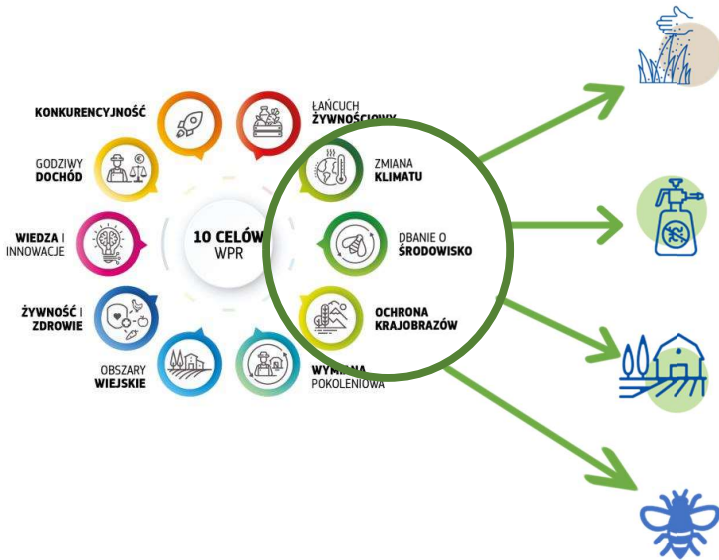 KONKURENCYJNOŚĆ
ŁAŃCUCH
ŻYWNOŚCIOWY
GODZIWY
DOCHÓD
ZMIANA
KLIMATU
WIEDZA I
INNOWACJE
10 CELÓW
WPR
DBANIE O
ŚRODOWISKO
ŻYWNOŚĆ I
ZDROWIE
OCHRONA
KRAJOBRAZÓW
OBSZARY
WIEJSKIE
WYMIANA
POKOLENIOWA